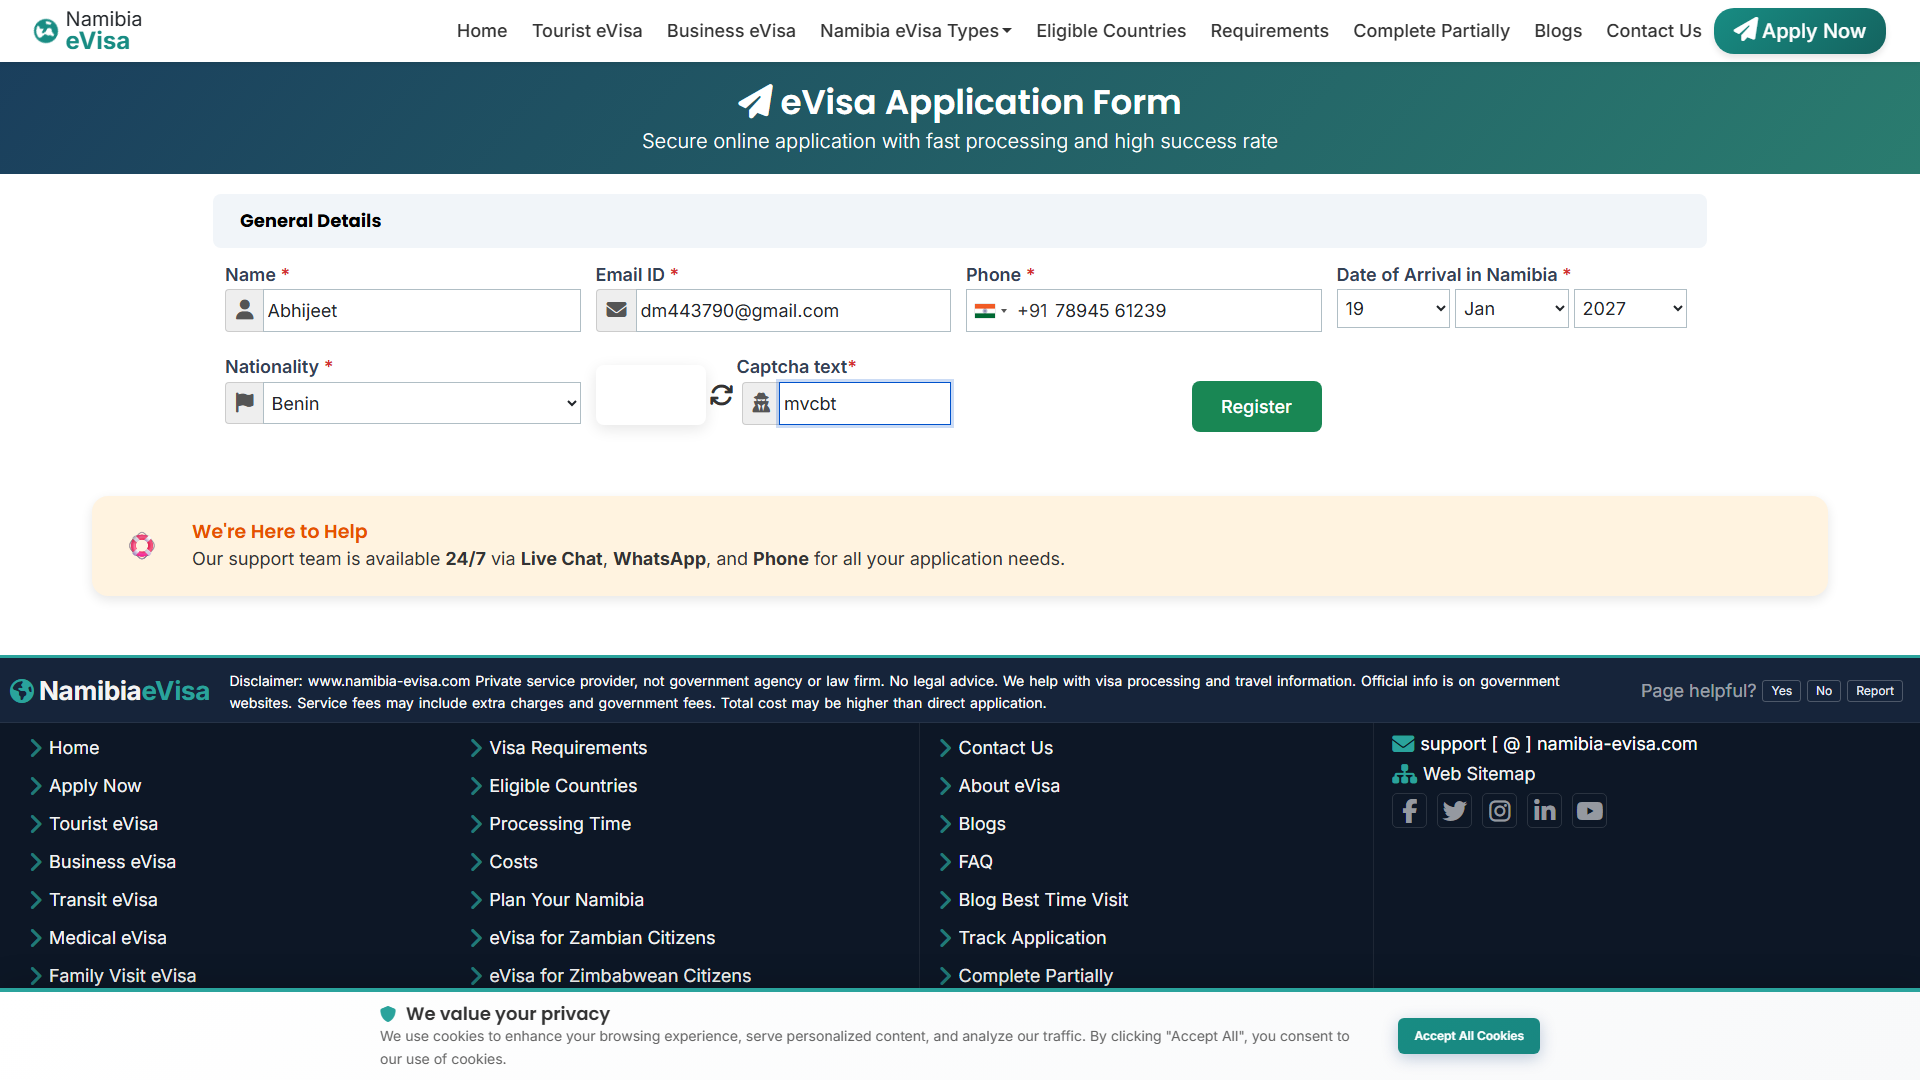 Namibia
eVisa
Home
Tourist eVisa
Business eVisa
Namibia eVisa Types
Eligible Countries
Requirements
Complete Partially
Blogs
Contact Us
Apply Now
eVisa Application Form
Secure online application with fast processing and high success rate
General Details
Name *
Email ID *
Phone *
Date of Arrival in Namibia *
Abhijeet
dm443790@gmail.com
+91 78945 61239
19
Jan
2027
Nationality *
Captcha text*
Benin
mvcbt
Register
We're Here to Help
Our support team is available 24/7 via Live Chat, WhatsApp, and Phone for all your application needs.
NamibiaeVisa
Disclaimer: www.namibia-evisa.com Private service provider, not government agency or law firm. No legal advice. We help with visa processing and travel information. Official info is on government
websites. Service fees may include extra charges and government fees. Total cost may be higher than direct application.
Page helpful?
Yes
No
Report
Home
Apply Now
Tourist eVisa
Business eVisa
Transit eVisa
Medical eVisa
Family Visit eVisa
Visa Requirements
Eligible Countries
Processing Time
Costs
Plan Your Namibia
eVisa for Zambian Citizens
eVisa for Zimbabwean Citizens
Contact Us
About eVisa
Blogs
FAQ
Blog Best Time Visit
Track Application
Complete Partially
support [ @ ] namibia-evisa.com
Web Sitemap
We value your privacy
We use cookies to enhance your browsing experience, serve personalized content, and analyze our traffic. By clicking "Accept All", you consent to
our use of cookies.
Accept All Cookies